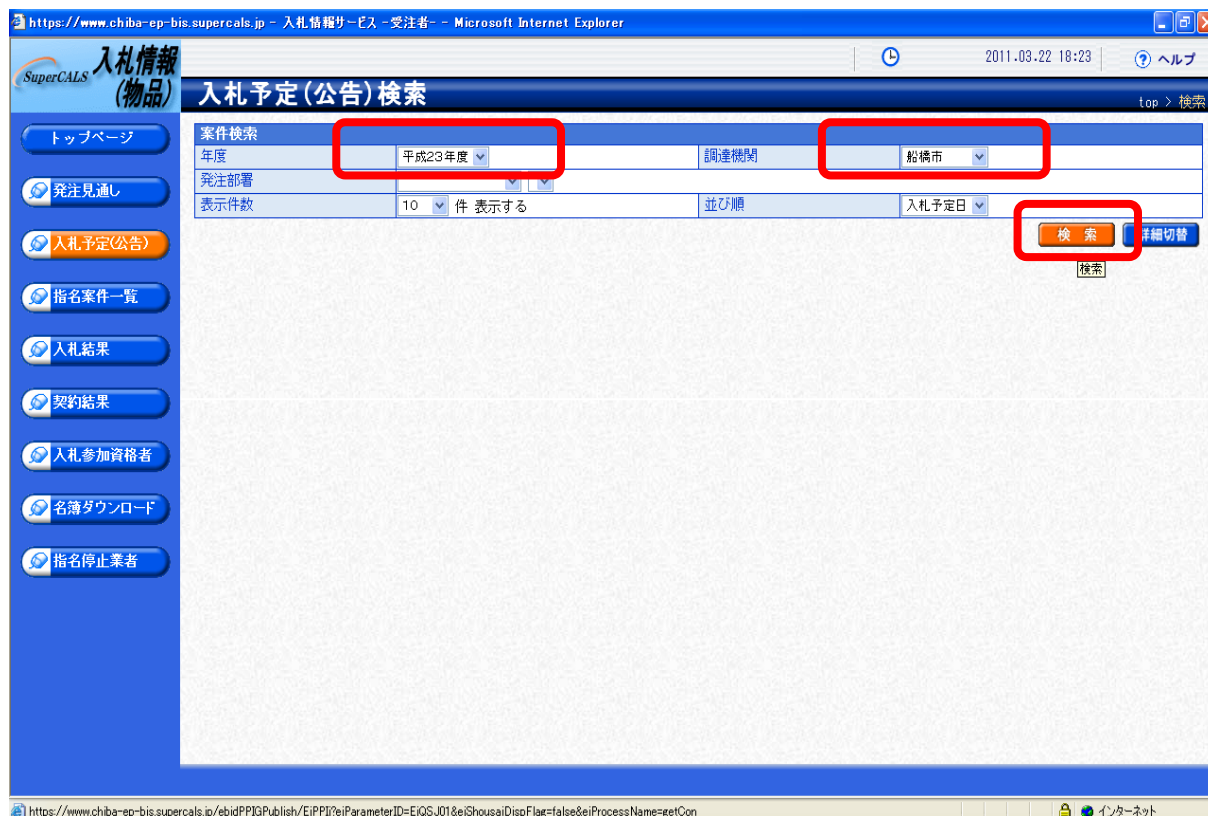 https://www.chiba-ep-bis.supercals.jp - 入札情報サービス -受注者- - Microsoft Internet Explorer
SuperCALS 入札情報
(物品)
2011.03.22 18:23
ヘルプ
入札予定(公告)検索
top > 検索
トップページ
発注見通し
入札予定(公告)
指名案件一覧
入札結果
契約結果
入札参加資格者
名簿ダウンロード
指名停止業者
案件検索
年度 平成23年度 調達機関 船橋市
発注部署
表示件数 10 件 表示する 並び順 入札予定日
検 索 詳細切替
検索
https://www.chiba-ep-bis.supercals.jp/ebidPPIGPublish/EjPPIj?ejParameterID=EjQSJ01&ejShousaiDispFlag=false&ejProcessName=getCon
インターネット